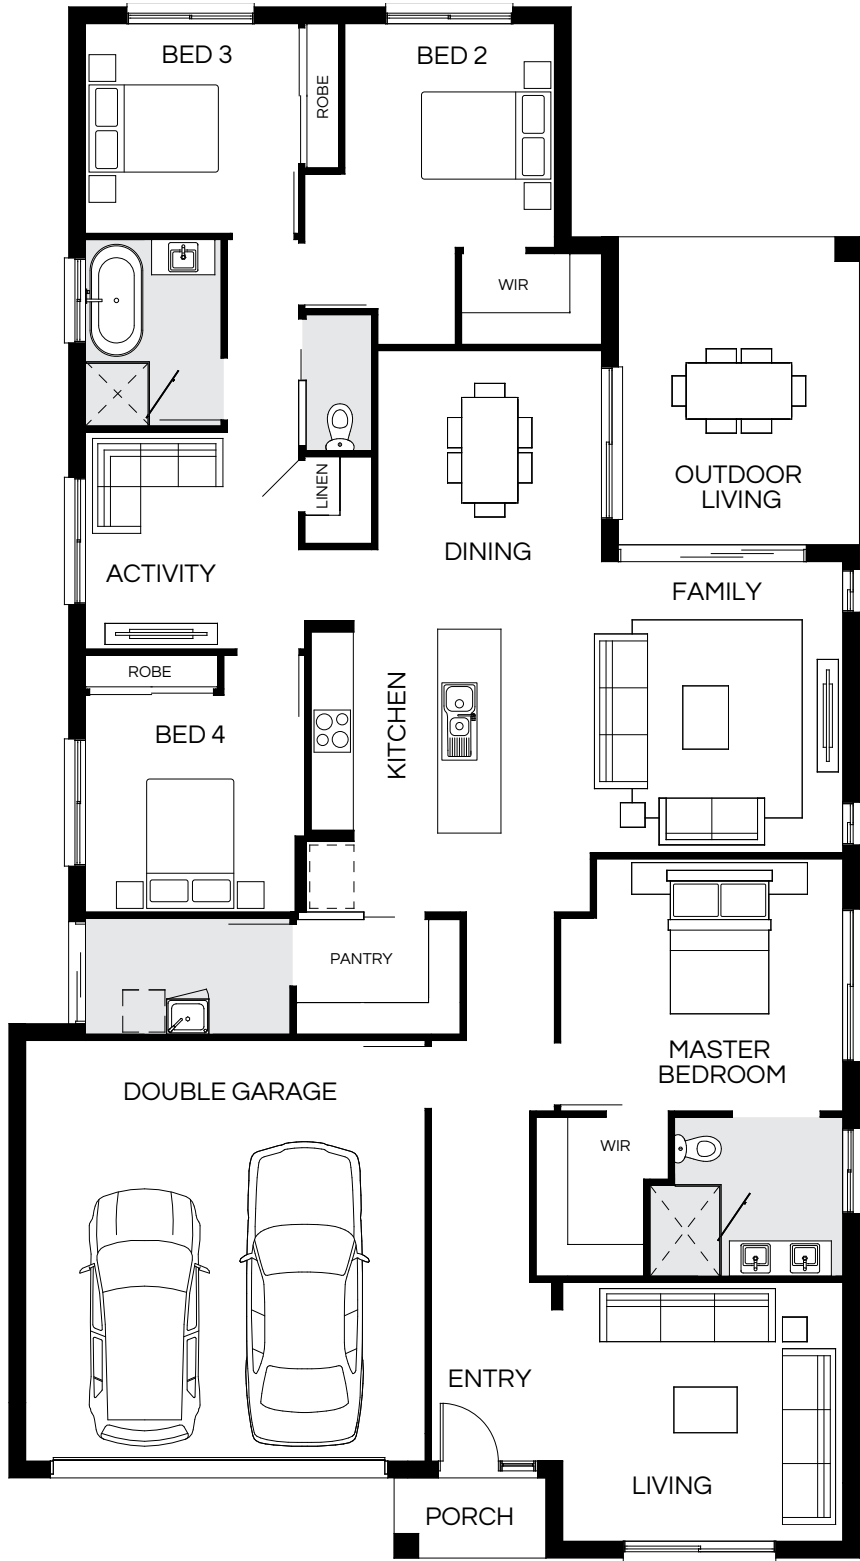 BED 3
BED 2
ROBE
WIR
OUTDOOR
LIVING
LINEN
DINING
ACTIVITY
FAMILY
ROBE
KITCHEN
BED 4
PANTRY
MASTER
BEDROOM
DOUBLE GARAGE
WIR
ENTRY
LIVING
PORCH